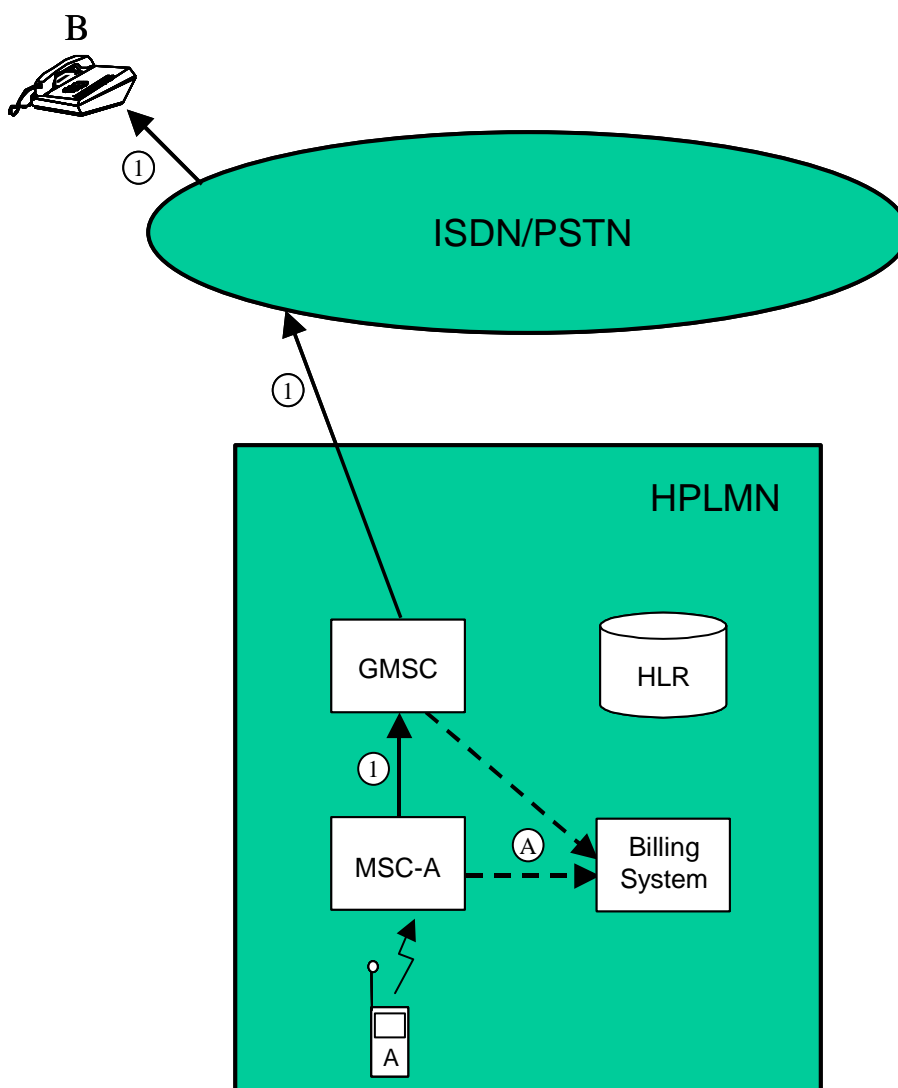 B
1
ISDN/PSTN
1
HPLMN
GMSC
HLR
1
A
MSC-A
Billing
System
A